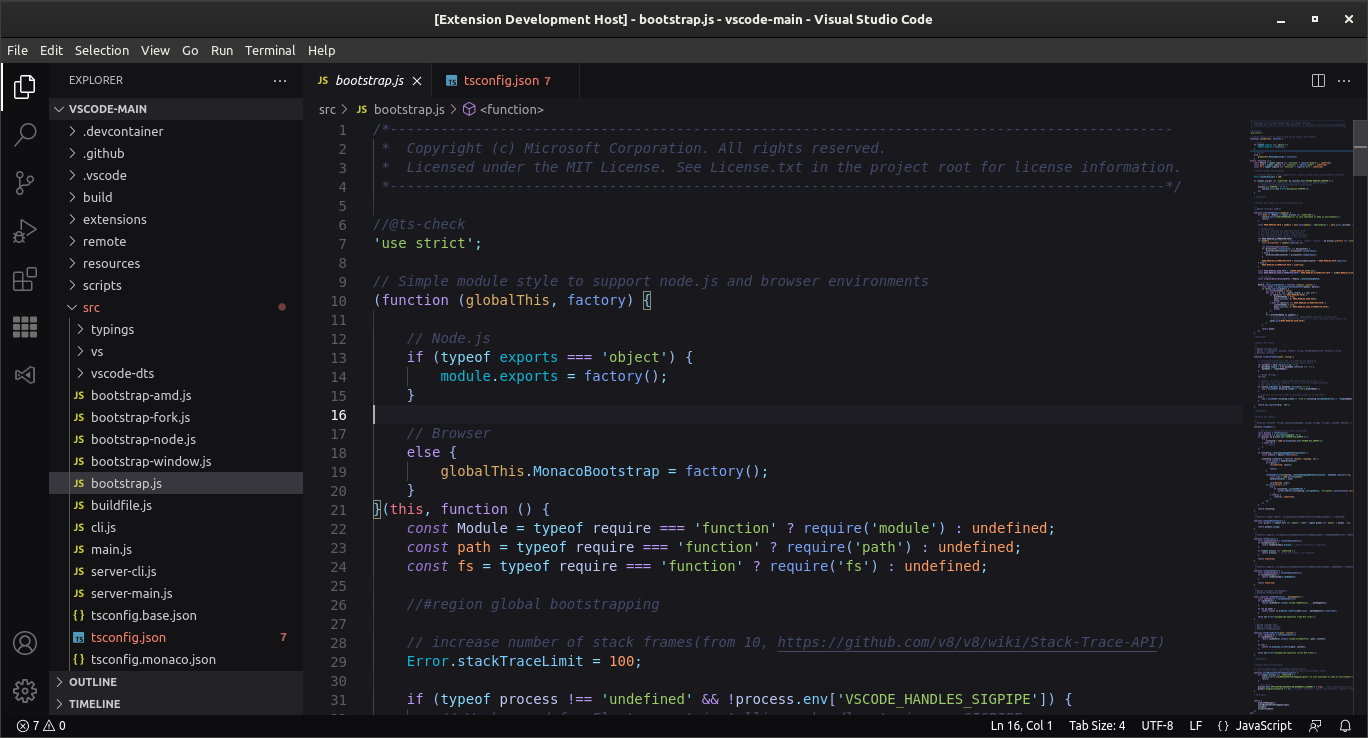 [Extension Development Host] - bootstrap.js - vscode-main - Visual Studio Code
File Edit Selection View Go Run Terminal Help
EXPLORER
VSCODE-MAIN
.devcontainer
.github
.vscode
build
extensions
remote
resources
scripts
src
typings
vs
vscode-dts
JS bootstrap-amd.js
JS bootstrap-fork.js
JS bootstrap-node.js
JS bootstrap-window.js
JS bootstrap.js
JS buildfile.js
JS cli.js
JS main.js
JS server-cli.js
JS server-main.js
{} tsconfig.base.json
TS tsconfig.json 7
{} tsconfig.monaco.json
OUTLINE
TIMELINE
JS bootstrap.js TS tsconfig.json 7
src > JS bootstrap.js > <function>
1 /*---------------------------------------------------------------------------------------------
2 *  Copyright (c) Microsoft Corporation. All rights reserved.
3 *  Licensed under the MIT License. See License.txt in the project root for license information.
4 *--------------------------------------------------------------------------------------------*/
5
6 //@ts-check
7 'use strict';
8
9 // Simple module style to support node.js and browser environments
10 (function (globalThis, factory) {
11
12 // Node.js
13 if (typeof exports === 'object') {
14 module.exports = factory();
15 }
16
17 // Browser
18 else {
19 globalThis.MonacoBootstrap = factory();
20 }
21 }(this, function () {
22 const Module = typeof require === 'function' ? require('module') : undefined;
23 const path = typeof require === 'function' ? require('path') : undefined;
24 const fs = typeof require === 'function' ? require('fs') : undefined;
25
26 //#region global bootstrapping
27
28 // increase number of stack frames(from 10, https://github.com/v8/v8/wiki/Stack-Trace-API)
29 Error.stackTraceLimit = 100;
30
31 if (typeof process !== 'undefined' && !process.env['VSCODE_HANDLES_SIGPIPE']) {
7 0 Ln 16, Col 1 Tab Size: 4 UTF-8 LF {} JavaScript